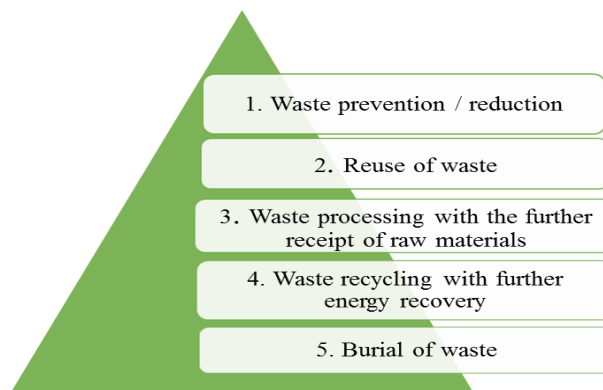 1. Waste prevention / reduction
2. Reuse of waste
3. Waste processing with the further
receipt of raw materials
4. Waste recycling with further
energy recovery
5. Burial of waste